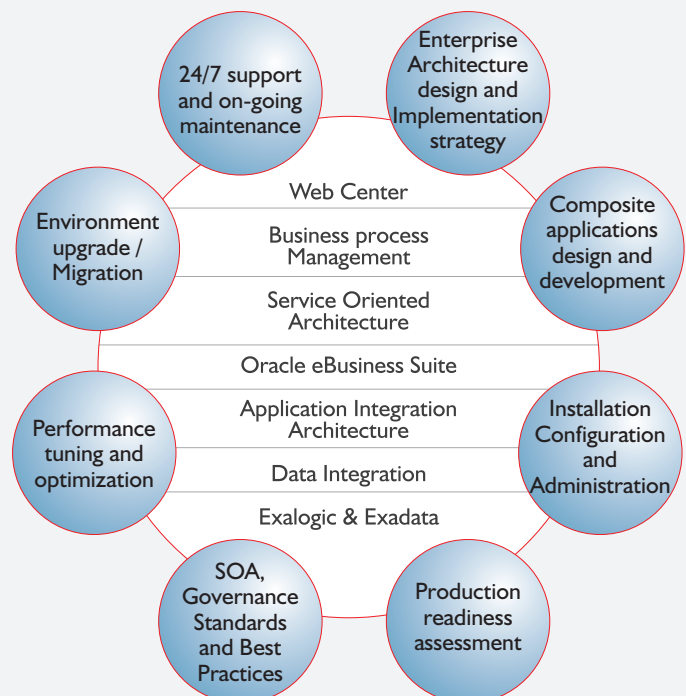 24/7 support
and on-going
maintenance
Enterprise
Architecture
design and
Implementation
strategy
Environment
upgrade /
Migration
Web Center
Business process
Management
Service Oriented
Architecture
Oracle eBusiness Suite
Application Integration
Architecture
Data Integration
Exalogic & Exadata
Composite
applications
design and
development
Performance
tuning and
optimization
Installation
Configuration
and
Administration
SOA,
Governance
Standards
and Best
Practices
Production
readiness
assessment